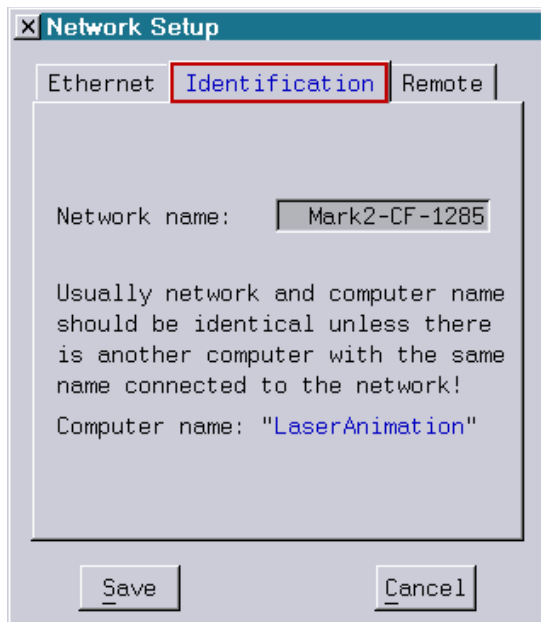 Network Setup
Ethernet Identification Remote
Network name: Mark2-CF-1285
Usually network and computer name
should be identical unless there
is another computer with the same
name connected to the network!
Computer name: "LaserAnimation"
Save Cancel